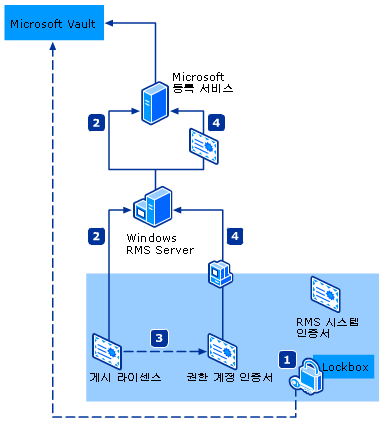 Microsoft Vault
Microsoft
등록 서비스
2
4
Windows
RMS Server
2
4
RMS 시스템
인증서
3
1
Lockbox
게시 라이센스
권한 계정 인증서